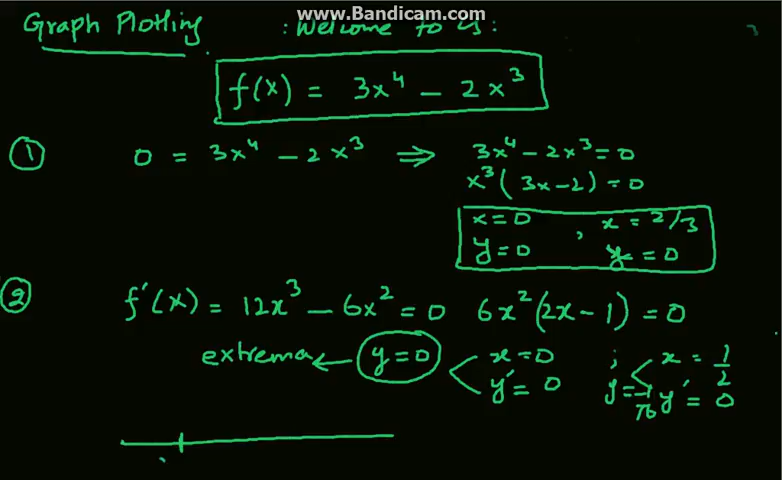 www.Bandicam.com
Graph Plotting : Welcome to us :
f(x) = 3x⁴ - 2x³
① 0 = 3x⁴ - 2x³ ⇒ 3x⁴ - 2x³ = 0
x³(3x-2) = 0
x = 0 , x = 2/3
y = 0 y = 0
② f'(x) = 12x³ - 6x² = 0 6x²(2x - 1) = 0
extrema ← y = 0 < x = 0 ; < x = 1/2
y' = 0 y = -1/16 y' = 0